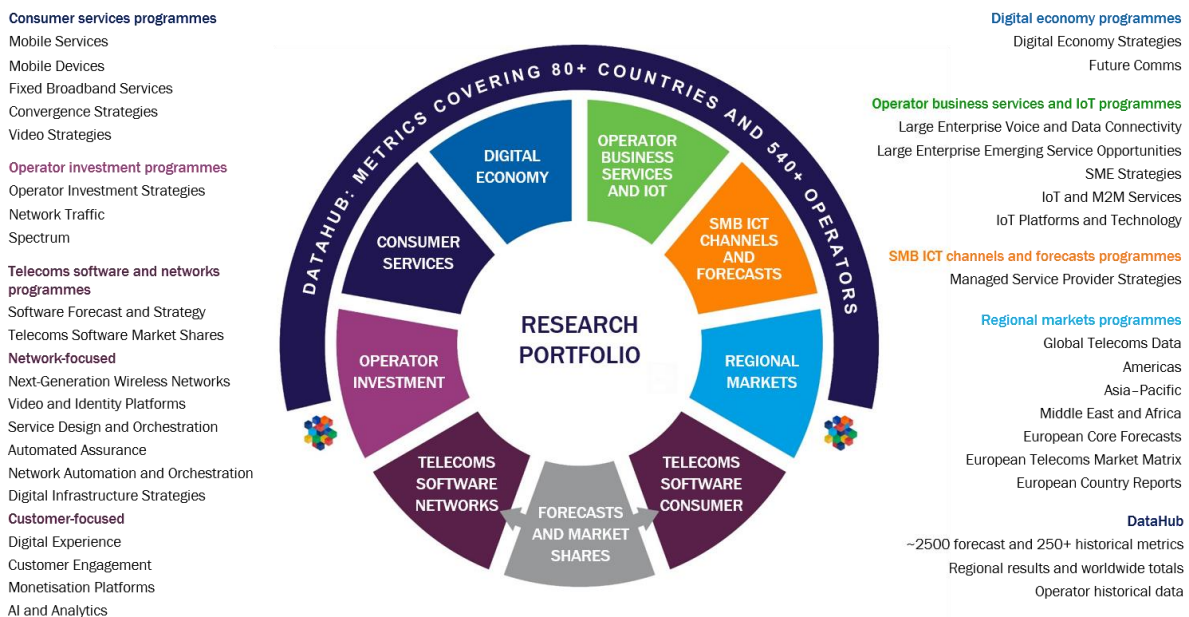 Consumer services programmes
Mobile Services
Mobile Devices
Fixed Broadband Services
Convergence Strategies
Video Strategies
Operator investment programmes
Operator Investment Strategies
Network Traffic
Spectrum
Telecoms software and networks
programmes
Software Forecast and Strategy
Telecoms Software Market Shares
Network-focused
Next-Generation Wireless Networks
Video and Identity Platforms
Service Design and Orchestration
Automated Assurance
Network Automation and Orchestration
Digital Infrastructure Strategies
Customer-focused
Digital Experience
Customer Engagement
Monetisation Platforms
AI and Analytics
DATAHUB: METRICS COVERING 80+ COUNTRIES AND 540+ OPERATORS
DIGITAL
ECONOMY
OPERATOR
BUSINESS
SERVICES
AND IOT
CONSUMER
SERVICES
SMB ICT
CHANNELS
AND
FORECASTS
RESEARCH
PORTFOLIO
OPERATOR
INVESTMENT
REGIONAL
MARKETS
TELECOMS
SOFTWARE
NETWORKS
FORECASTS
AND MARKET
SHARES
TELECOMS
SOFTWARE
CONSUMER
Digital economy programmes
Digital Economy Strategies
Future Comms
Operator business services and IoT programmes
Large Enterprise Voice and Data Connectivity
Large Enterprise Emerging Service Opportunities
SME Strategies
IoT and M2M Services
IoT Platforms and Technology
SMB ICT channels and forecasts programmes
Managed Service Provider Strategies
Regional markets programmes
Global Telecoms Data
Americas
Asia–Pacific
Middle East and Africa
European Core Forecasts
European Telecoms Market Matrix
European Country Reports
DataHub
~2500 forecast and 250+ historical metrics
Regional results and worldwide totals
Operator historical data